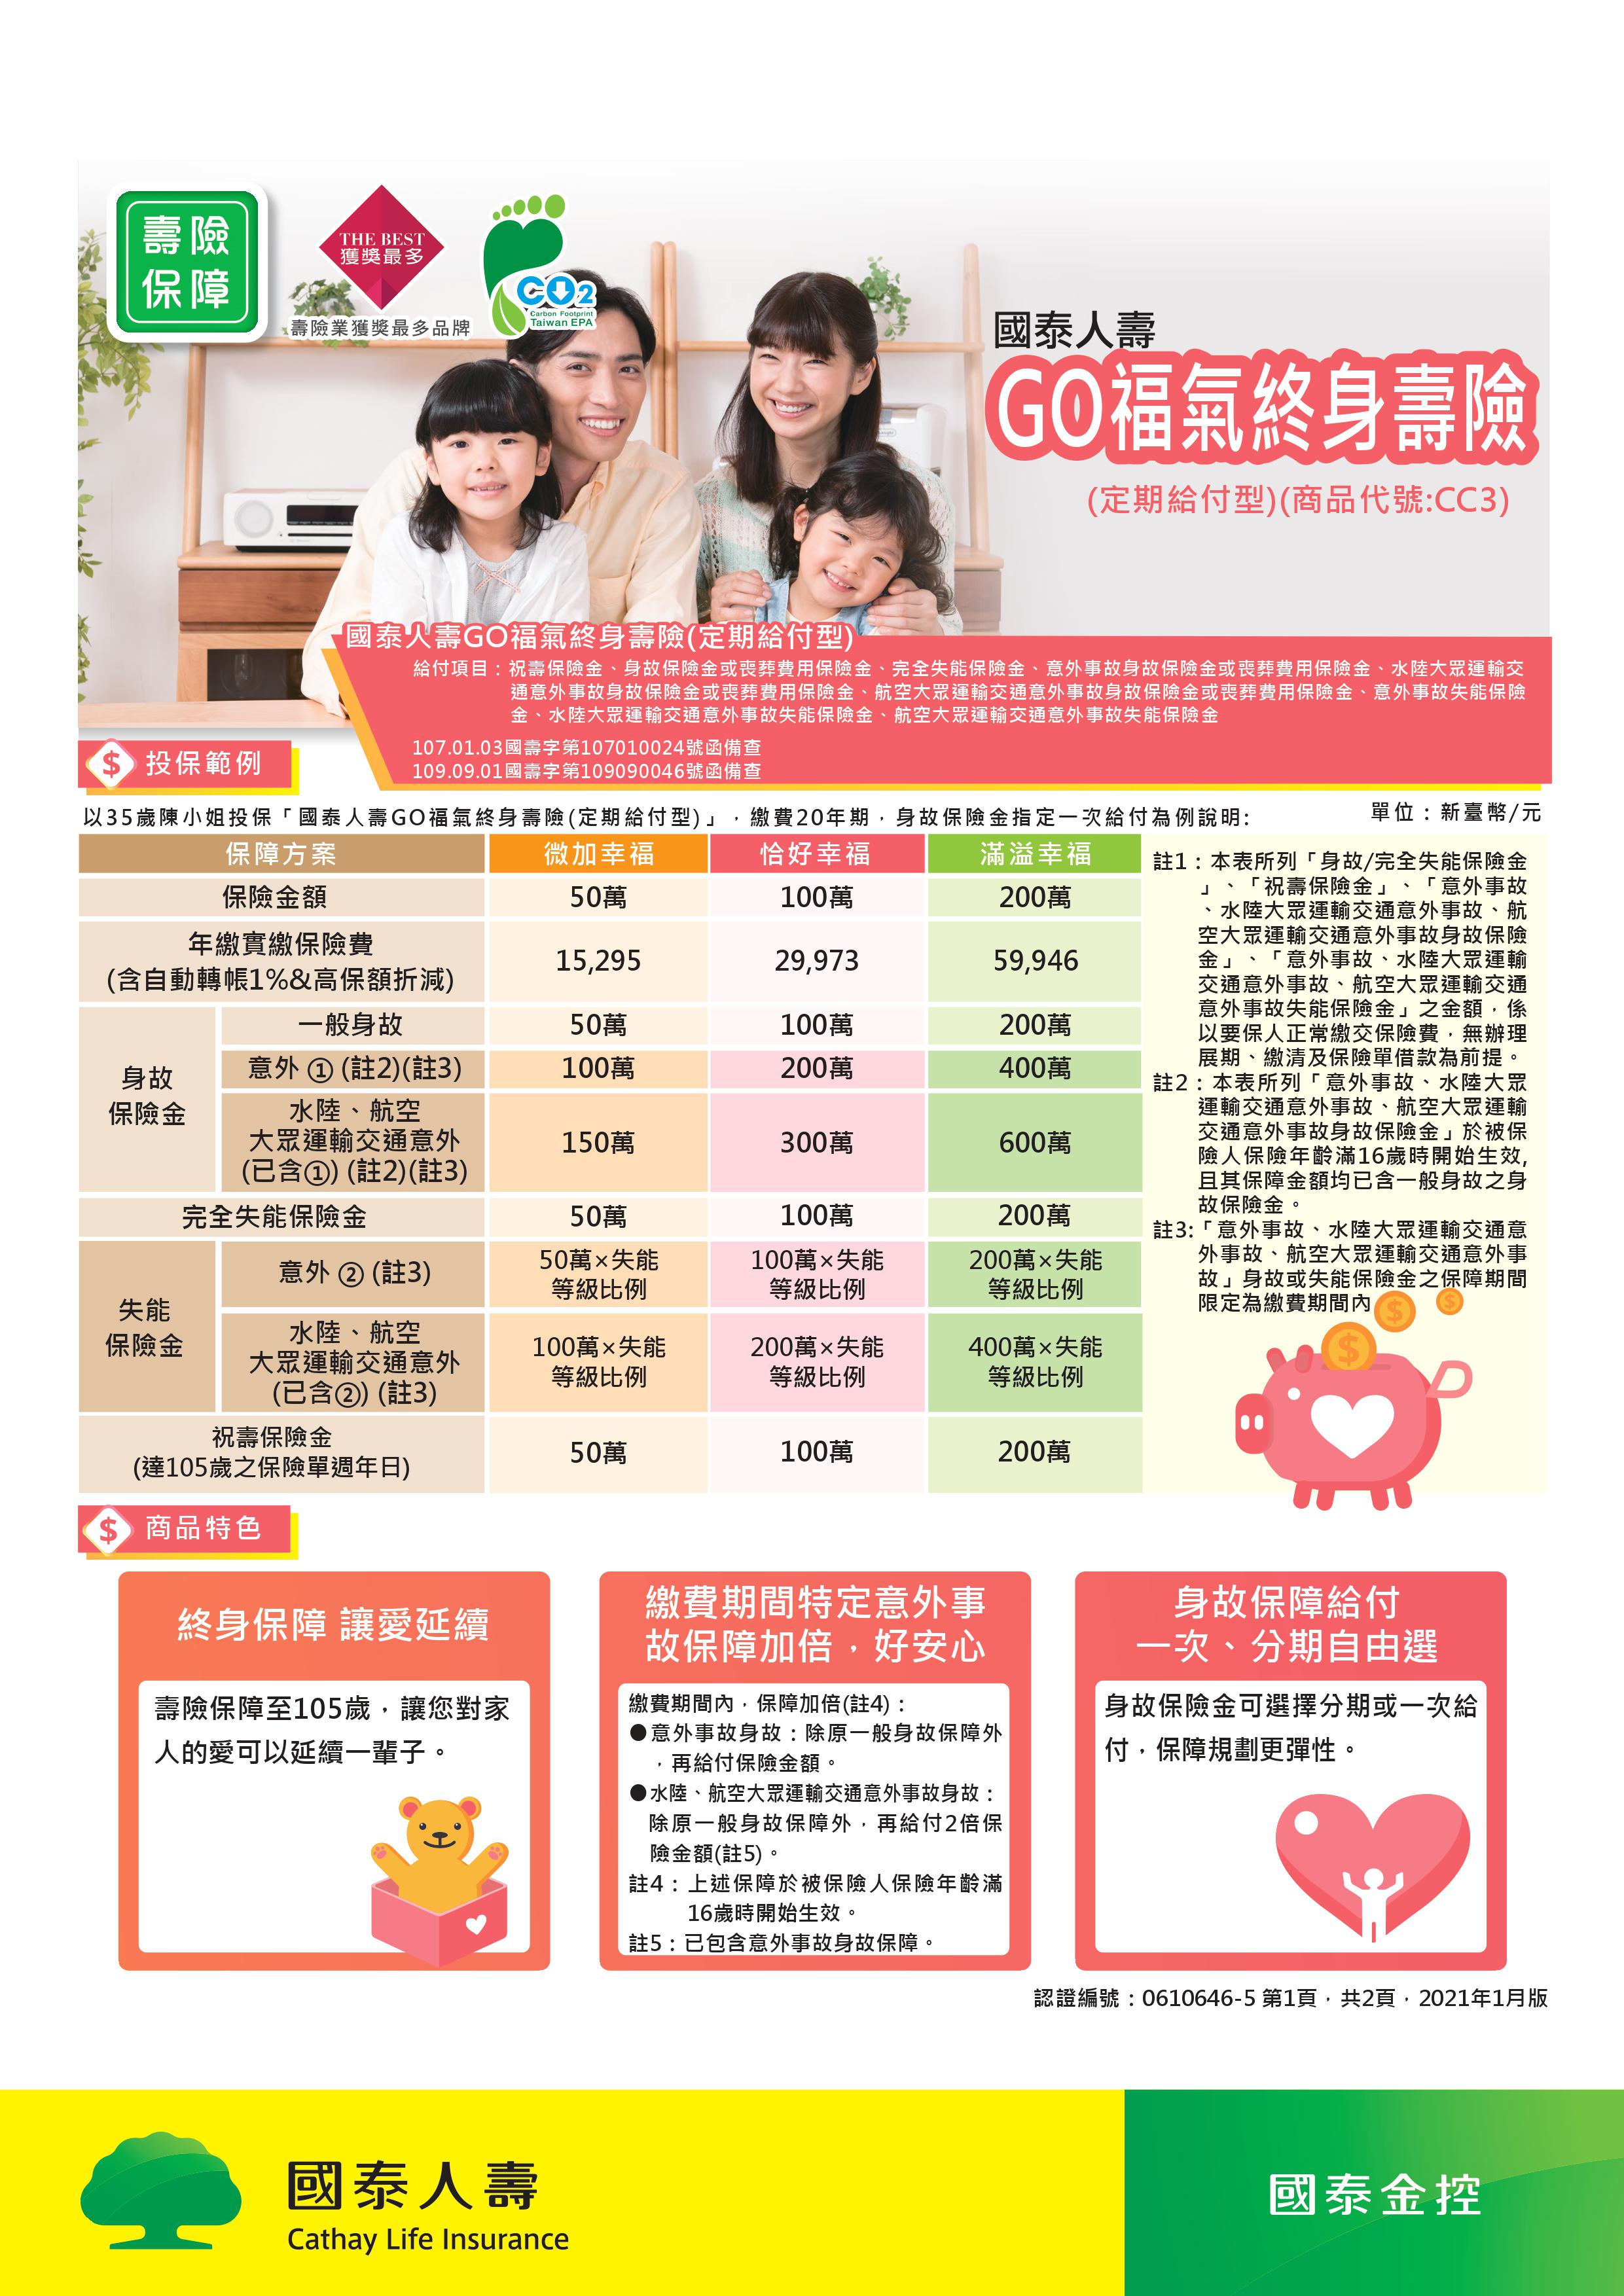 壽險
保障
THE BEST
獲獎最多
壽險業獲獎最多品牌
CO2
Carbon Footprint
Taiwan EPA
國泰人壽
GO福氣終身壽險
(定期給付型)(商品代號:CC3)
國泰人壽GO福氣終身壽險(定期給付型)
給付項目：祝壽保險金、身故保險金或喪葬費用保險金、完全失能保險金、意外事故身故保險金或喪葬費用保險金、水陸大眾運輸交
通意外事故身故保險金或喪葬費用保險金、航空大眾運輸交通意外事故身故保險金或喪葬費用保險金、意外事故失能保險
金、水陸大眾運輸交通意外事故失能保險金、航空大眾運輸交通意外事故失能保險金
107.01.03國壽字第107010024號函備查
109.09.01國壽字第109090046號函備查
$ 投保範例
以35歲陳小姐投保「國泰人壽GO福氣終身壽險(定期給付型)」，繳費20年期，身故保險金指定一次給付為例說明:
單位：新臺幣/元
保障方案 微加幸福 恰好幸福 滿溢幸福
保險金額 50萬 100萬 200萬
年繳實繳保險費
(含自動轉帳1%&高保額折減)
15,295 29,973 59,946
身故
保險金
一般身故 50萬 100萬 200萬
意外 ① (註2)(註3) 100萬 200萬 400萬
水陸、航空
大眾運輸交通意外
(已含①) (註2)(註3)
150萬 300萬 600萬
完全失能保險金 50萬 100萬 200萬
失能
保險金
意外 ② (註3)
50萬×失能
等級比例
100萬×失能
等級比例
200萬×失能
等級比例
水陸、航空
大眾運輸交通意外
(已含②) (註3)
100萬×失能
等級比例
200萬×失能
等級比例
400萬×失能
等級比例
祝壽保險金
(達105歲之保險單週年日)
50萬 100萬 200萬
註1：本表所列「身故/完全失能保險金
」、「祝壽保險金」、「意外事故
、水陸大眾運輸交通意外事故、航
空大眾運輸交通意外事故身故保險
金」、「意外事故、水陸大眾運輸
交通意外事故、航空大眾運輸交通
意外事故失能保險金」之金額，係
以要保人正常繳交保險費，無辦理
展期、繳清及保險單借款為前提。
註2：本表所列「意外事故、水陸大眾
運輸交通意外事故、航空大眾運輸
交通意外事故身故保險金」於被保
險人保險年齡滿16歲時開始生效,
且其保障金額均已含一般身故之身
故保險金。
註3:「意外事故、水陸大眾運輸交通意
外事故、航空大眾運輸交通意外事
故」身故或失能保險金之保障期間
限定為繳費期間內
$ 商品特色
終身保障 讓愛延續
壽險保障至105歲，讓您對家
人的愛可以延續一輩子。
繳費期間特定意外事
故保障加倍，好安心
繳費期間內，保障加倍(註4)：
●意外事故身故：除原一般身故保障外
，再給付保險金額。
●水陸、航空大眾運輸交通意外事故身故：
除原一般身故保障外，再給付2倍保
險金額(註5)。
註4：上述保障於被保險人保險年齡滿
16歲時開始生效。
註5：已包含意外事故身故保障。
身故保障給付
一次、分期自由選
身故保險金可選擇分期或一次給
付，保障規劃更彈性。
認證編號：0610646-5 第1頁，共2頁，2021年1月版
國泰人壽
Cathay Life Insurance
國泰金控